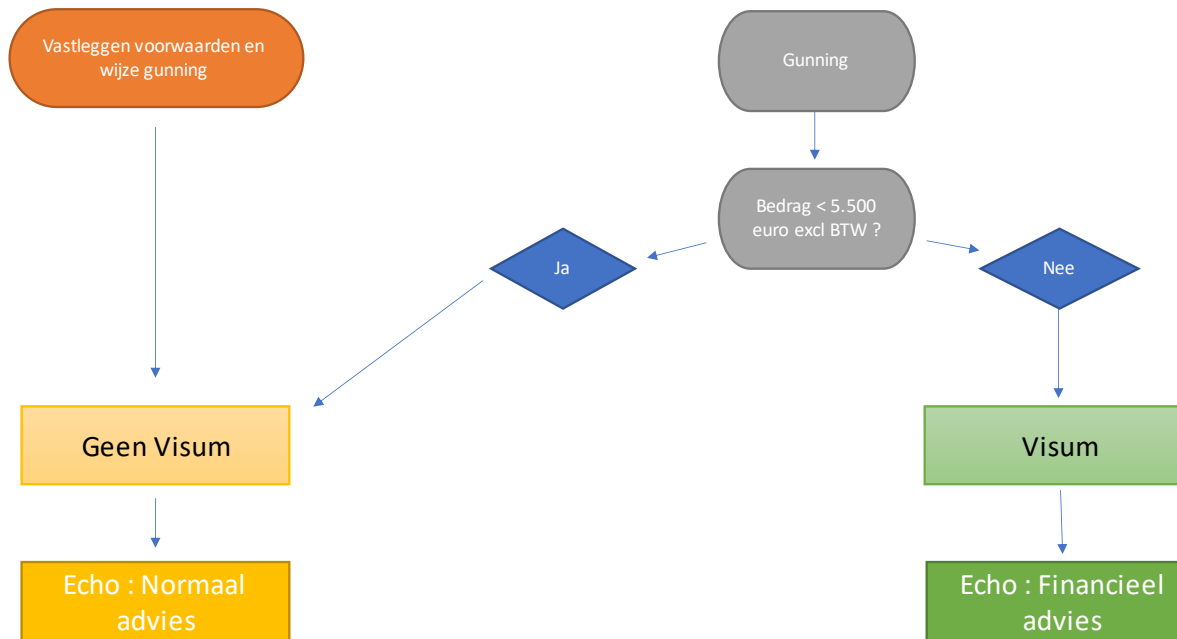 Vastleggen voorwaarden en
wijze gunning
Gunning
Bedrag < 5.500
euro excl BTW ?
Ja
Nee
Geen Visum
Visum
Echo : Normaal
advies
Echo : Financieel
advies